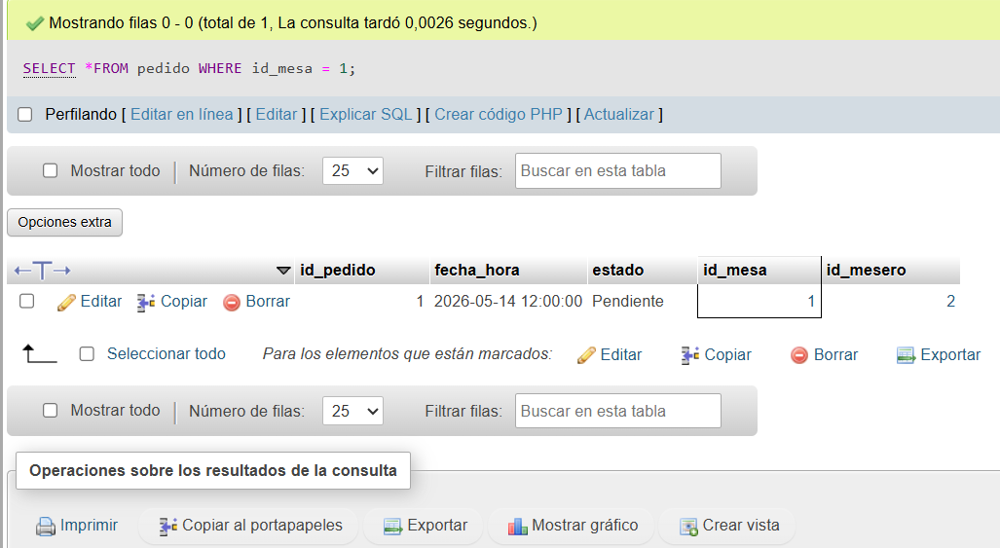 Mostrando filas 0 - 0 (total de 1, La consulta tardó 0,0026 segundos.)
SELECT *FROM pedido WHERE id_mesa = 1;
Perfilando [ Editar en línea ] [ Editar ] [ Explicar SQL ] [ Crear código PHP ] [ Actualizar ]
Mostrar todo | Número de filas: 25 Filtrar filas: Buscar en esta tabla
Opciones extra
id_pedido fecha_hora estado id_mesa id_mesero
Editar Copiar Borrar 1 2026-05-14 12:00:00 Pendiente 1 2
Seleccionar todo Para los elementos que están marcados: Editar Copiar Borrar Exportar
Mostrar todo | Número de filas: 25 Filtrar filas: Buscar en esta tabla
Operaciones sobre los resultados de la consulta
Imprimir Copiar al portapapeles Exportar Mostrar gráfico Crear vista